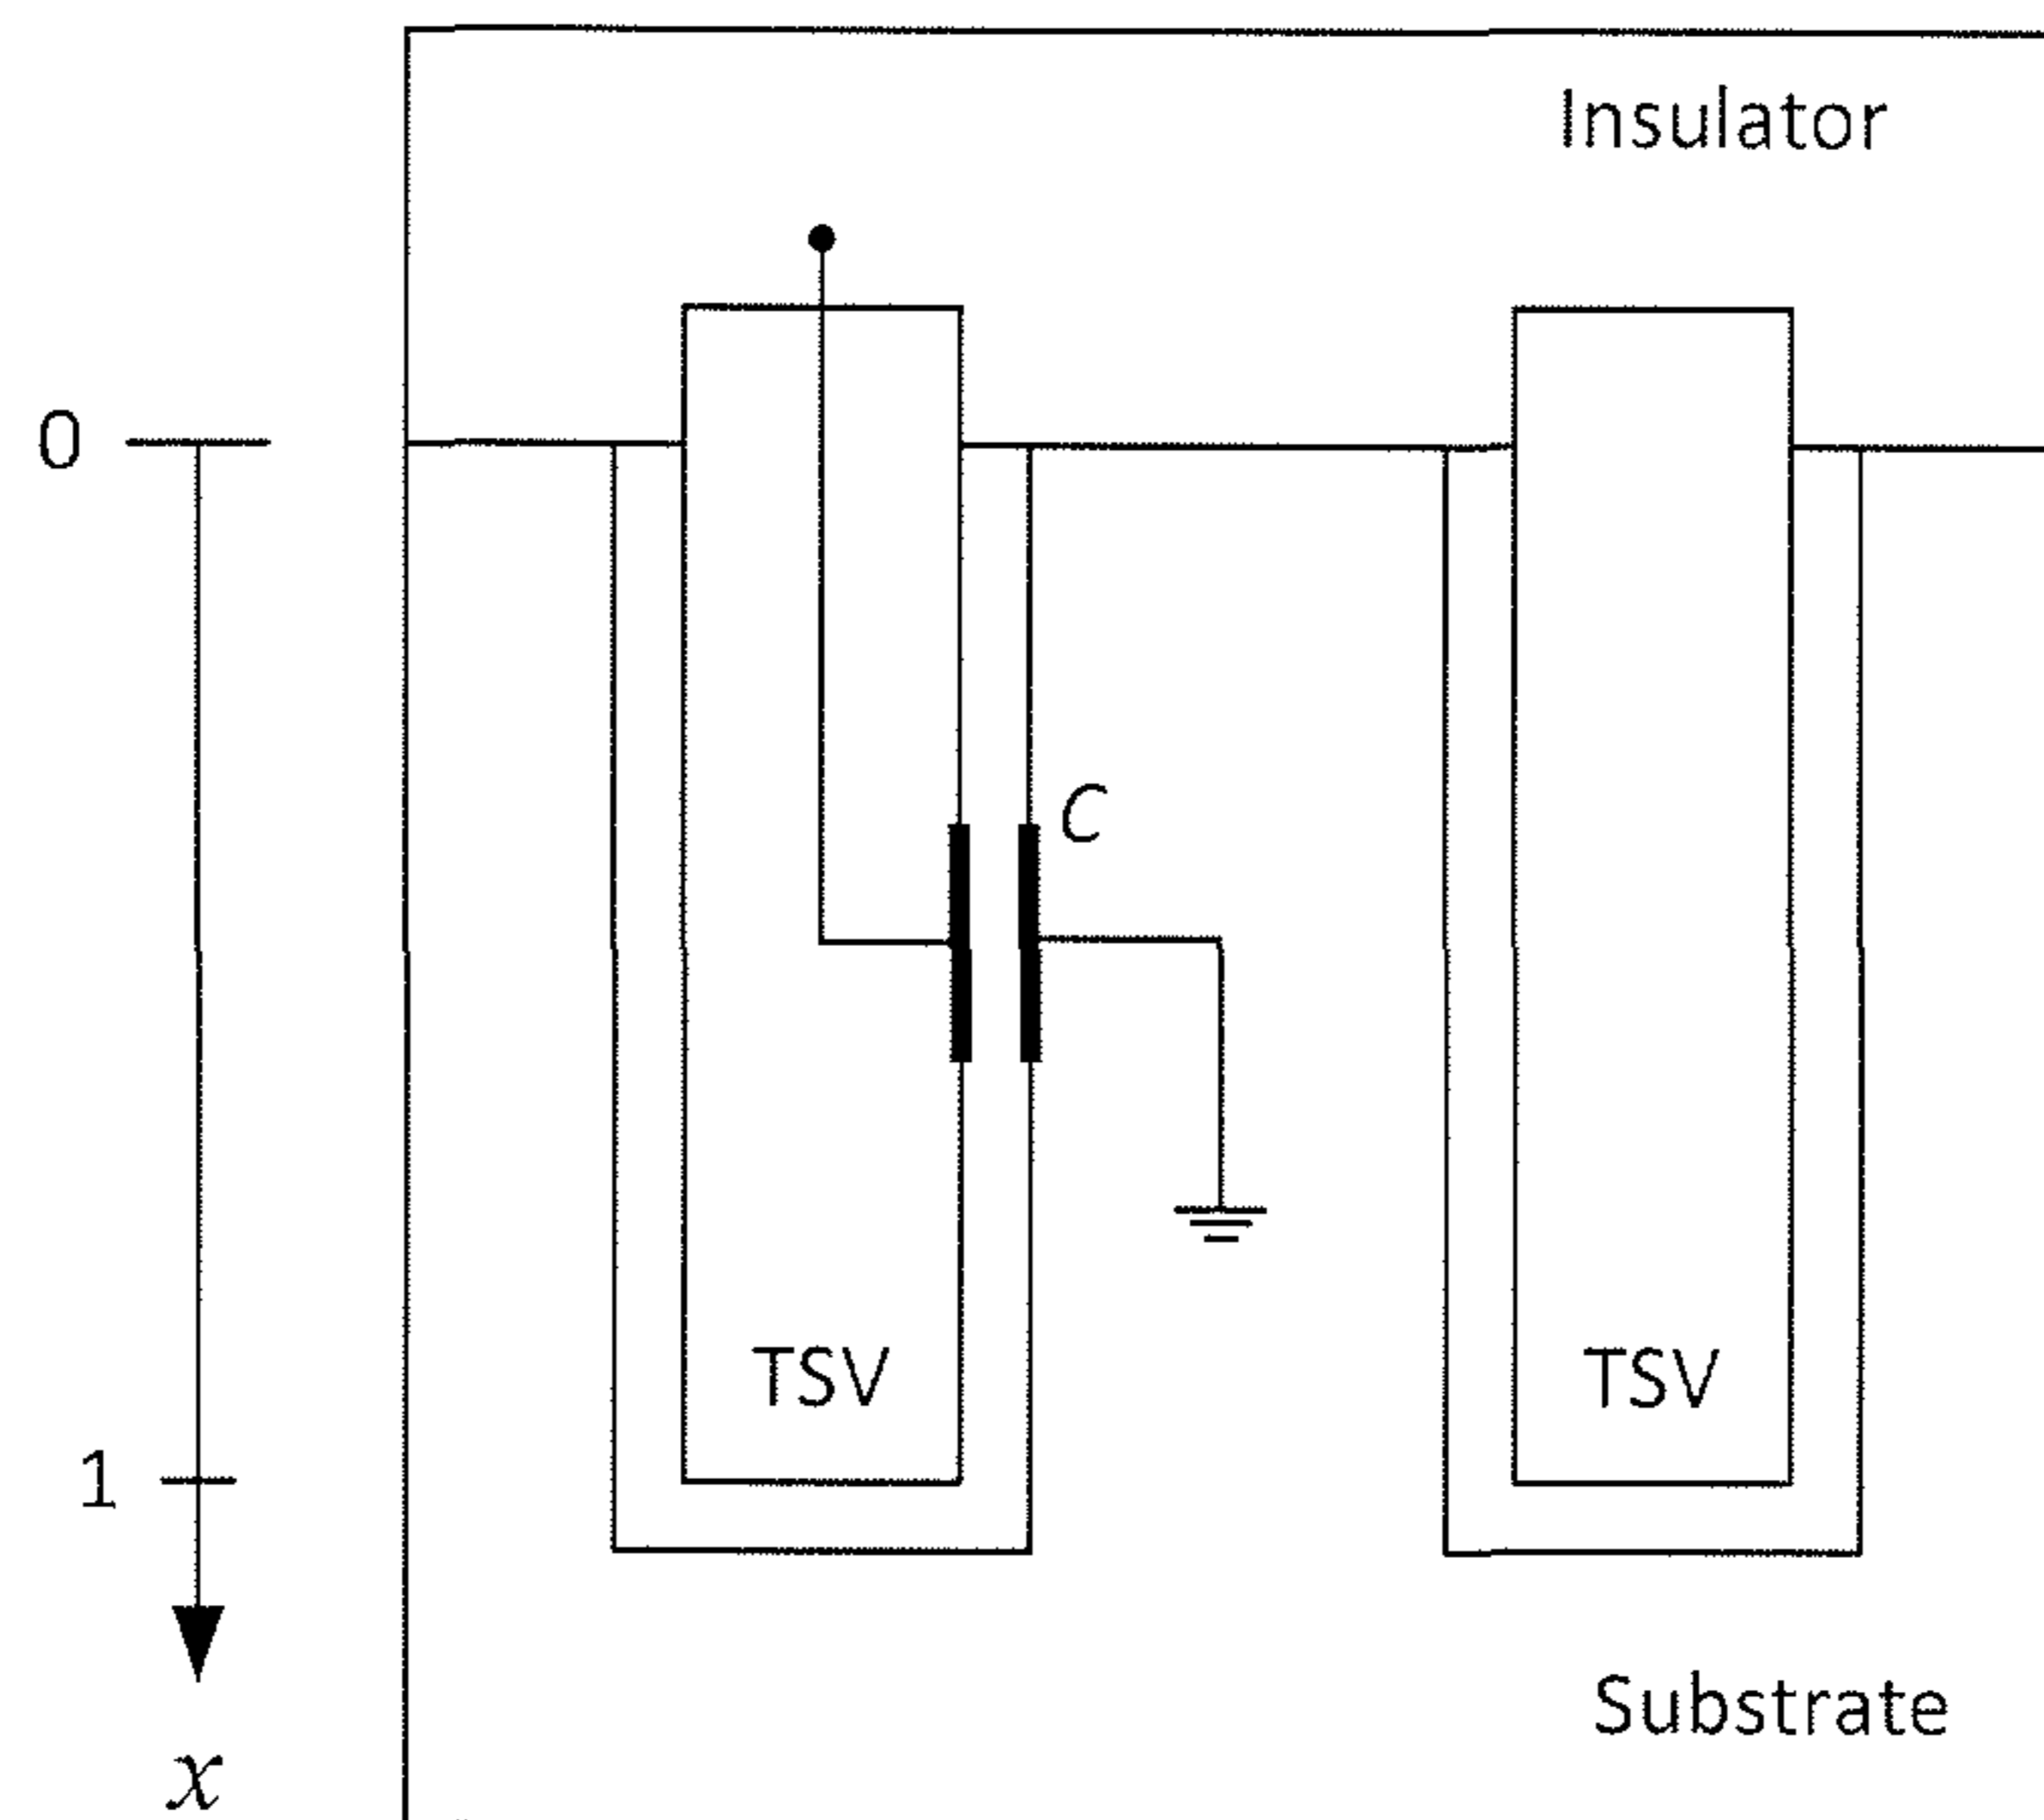 Insulator
0
C
TSV
TSV
1
Substrate
x